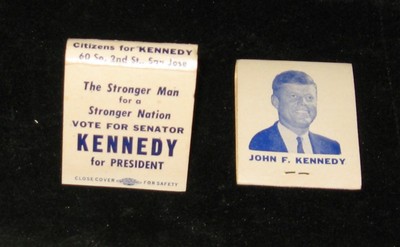 Citizens for KENNEDY
60 So. 2nd St., San Jose
The Stronger Man
for a
Stronger Nation
VOTE FOR SENATOR
KENNEDY
for PRESIDENT
CLOSE COVER FOR SAFETY
JOHN F. KENNEDY